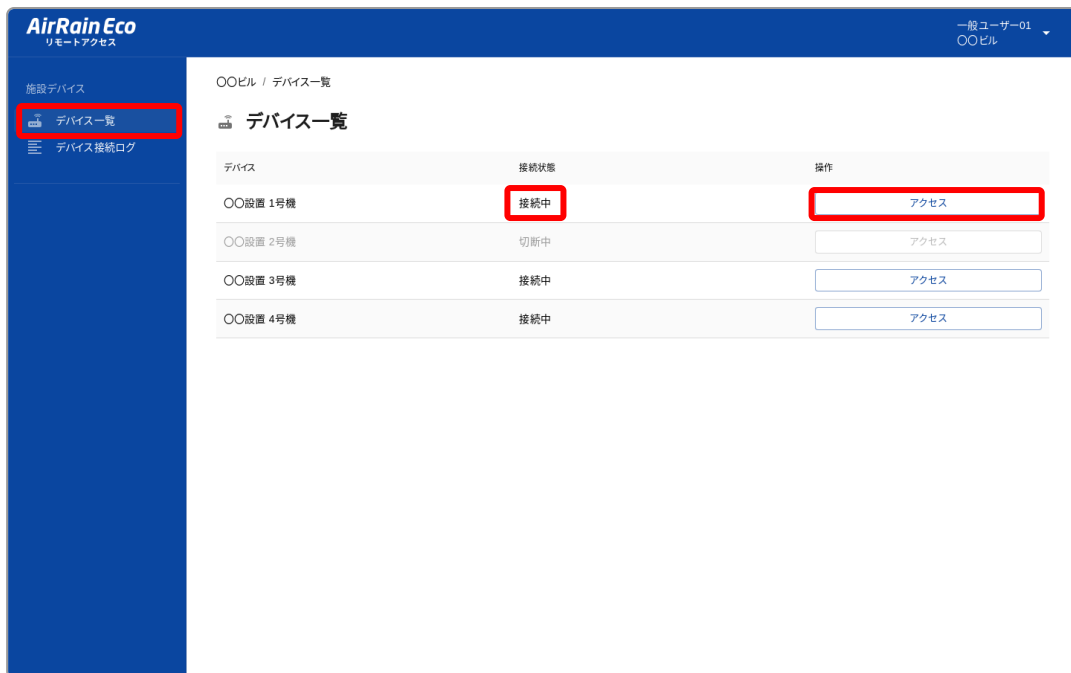 AirRain Eco
リモートアクセス
一般ユーザー01
〇〇ビル
施設デバイス
デバイス一覧
デバイス接続ログ
〇〇ビル / デバイス一覧
デバイス一覧
デバイス 接続状態 操作
〇〇設置 1号機 接続中 アクセス
〇〇設置 2号機 切断中 アクセス
〇〇設置 3号機 接続中 アクセス
〇〇設置 4号機 接続中 アクセス